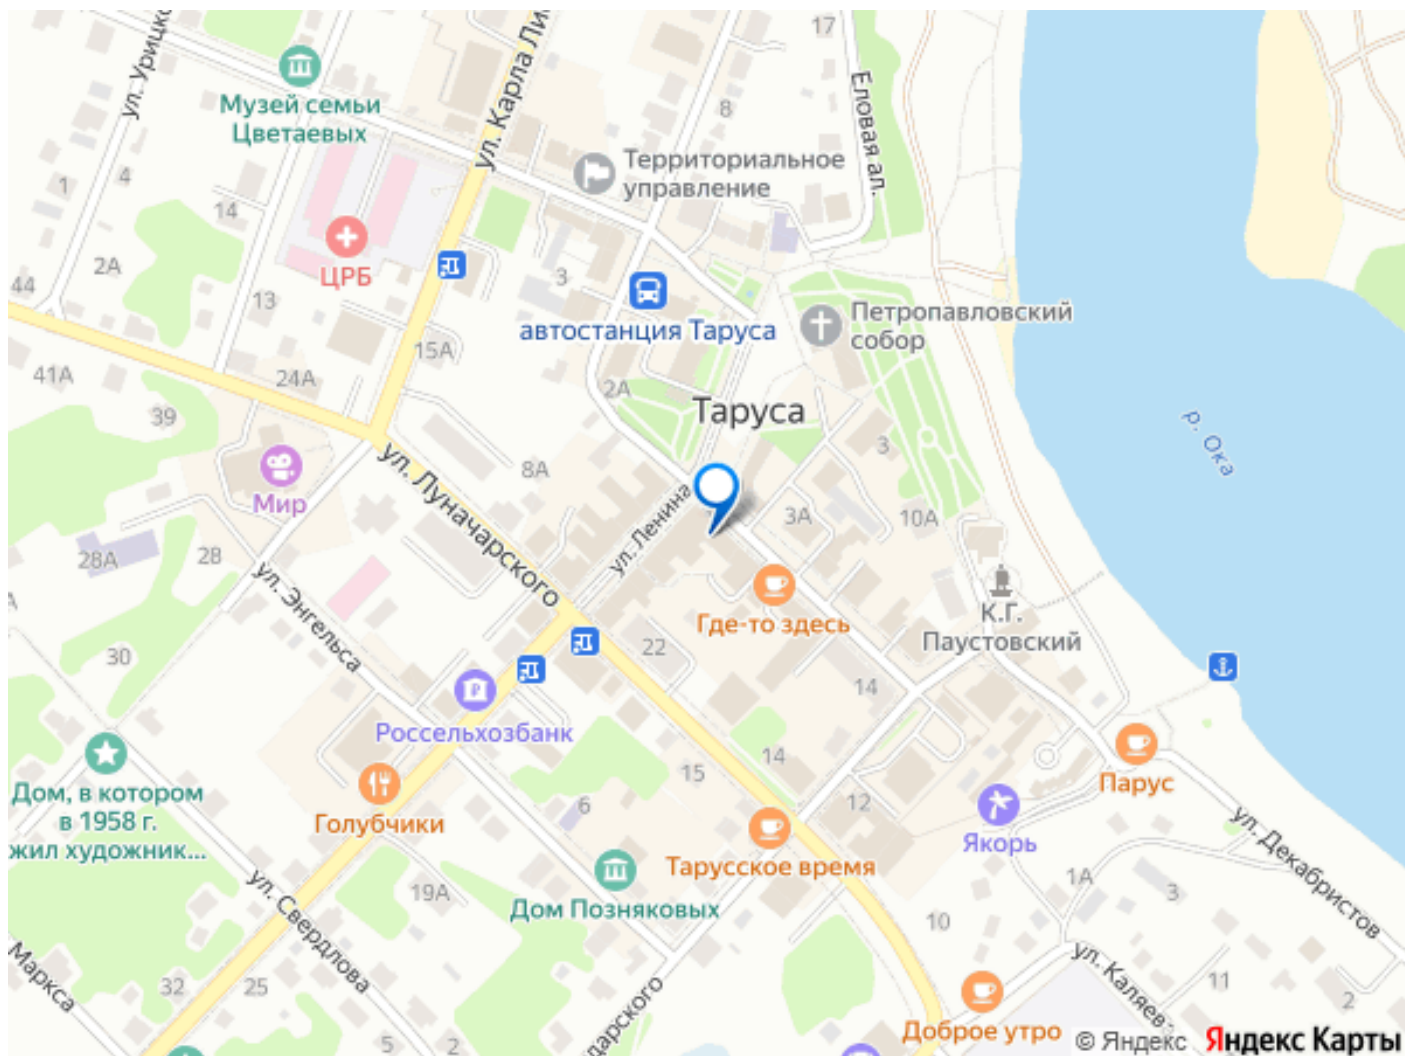 17
ул. Урицко
ул. Карла Либ
Музей семьи
Цветаевых
8
Еловая ал.
Территориальное
управление
1
4
14
ЦРБ
2А
3
44
13
автостанция Таруса
Петропавловский
собор
15А
41А
24А
2А
39
Таруса
3
р. Ока
8А
Мир
ул. Луначарского
ул. Ленина
3А
10А
28А
28
ул. Энгельса
Где-то здесь
К.Г.
Паустовский
22
30
14
Россельхозбанк
14
15
Парус
Дом, в котором
в 1958 г.
жил художник...
Голубчики
6
12
Якорь
ул. Декабристов
Тарусское время
1А
3
19А
Дом Позняковых
ул. Свердлова
10
Маркса
32
25
ул. Каляева
11
2
5
2
дарского
Доброе утро
© Яндекс Яндекс Карты